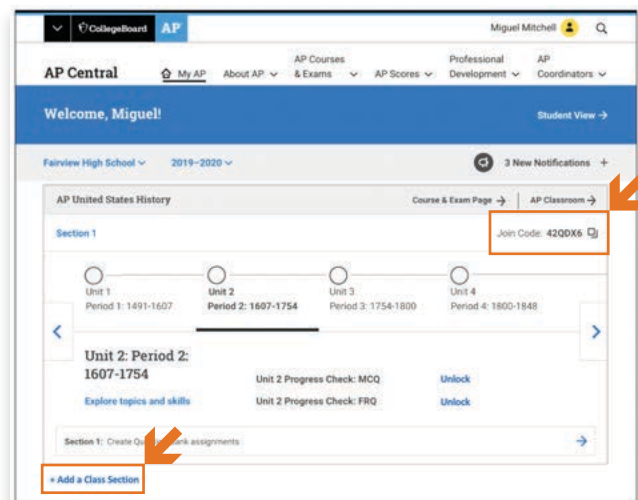 CollegeBoard AP
Miguel Mitchell
AP Central
My AP
About AP
AP Courses
& Exams
AP Scores
Professional
Development
AP
Coordinators
Welcome, Miguel!
Student View →
Fairview High School
2019–2020
3 New Notifications +
AP United States History
Course & Exam Page →
AP Classroom →
Section 1
Join Code: 42QDX6
Unit 1
Period 1: 1491-1607
Unit 2
Period 2: 1607-1754
Unit 3
Period 3: 1754-1800
Unit 4
Period 4: 1800-1848
Unit 2: Period 2:
1607-1754
Unit 2 Progress Check: MCQ Unlock
Explore topics and skills
Unit 2 Progress Check: FRQ Unlock
Section 1: Create assignments
+ Add a Class Section